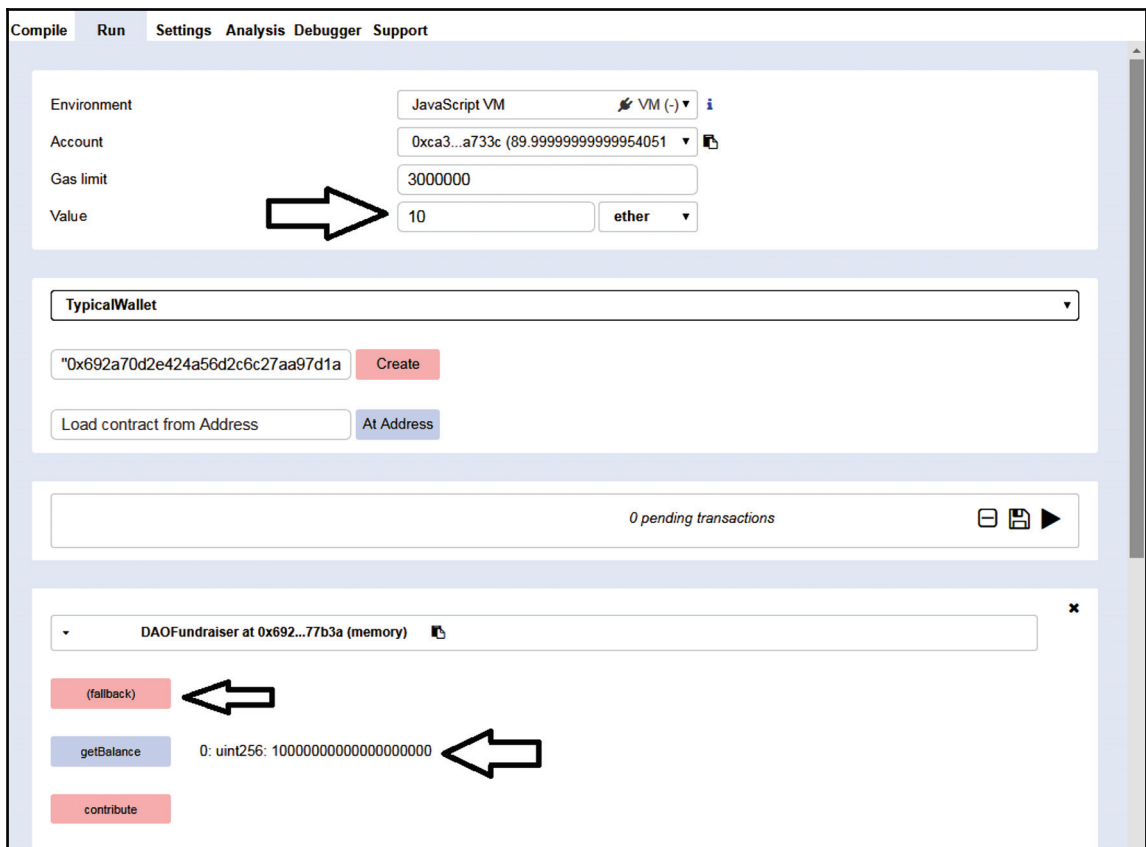 Compile Run Settings Analysis Debugger Support
Environment JavaScript VM VM (-) i
Account 0xca3...a733c (89.99999999999954051
Gas limit 3000000
Value 10 ether
TypicalWallet
"0x692a70d2e424a56d2c6c27aa97d1a Create
Load contract from Address At Address
0 pending transactions
DAOFundraiser at 0x692...77b3a (memory)
(fallback)
getBalance 0: uint256: 10000000000000000000
contribute